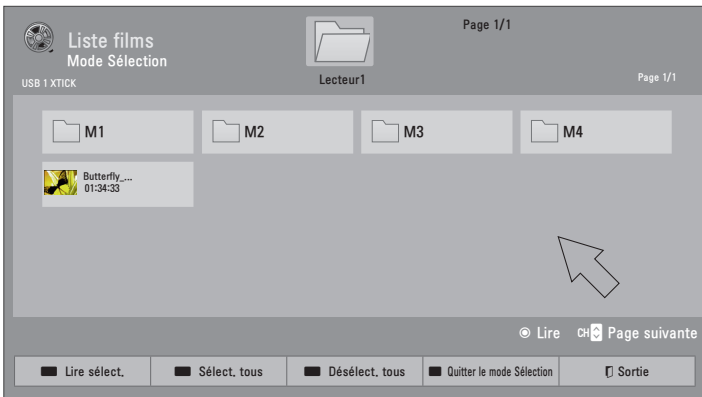 Liste films
Mode Sélection
USB 1 XTICK
Lecteur1
Page 1/1
Page 1/1
M1
M2
M3
M4
Butterfly_...
01:34:33
Lire
CH Page suivante
Lire sélect.
Sélect. tous
Désélect. tous
Quitter le mode Sélection
Sortie